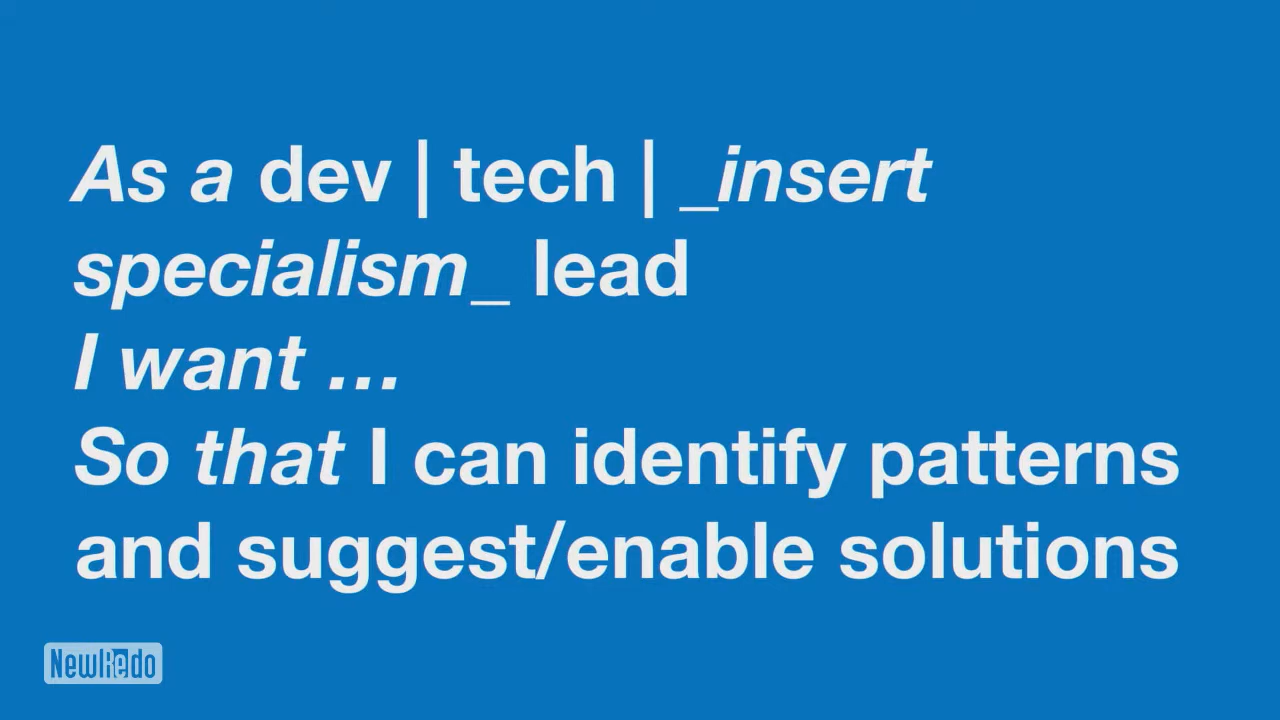 As a dev | tech | _insert
specialism_ lead
I want ...
So that I can identify patterns
and suggest/enable solutions
NewRedo